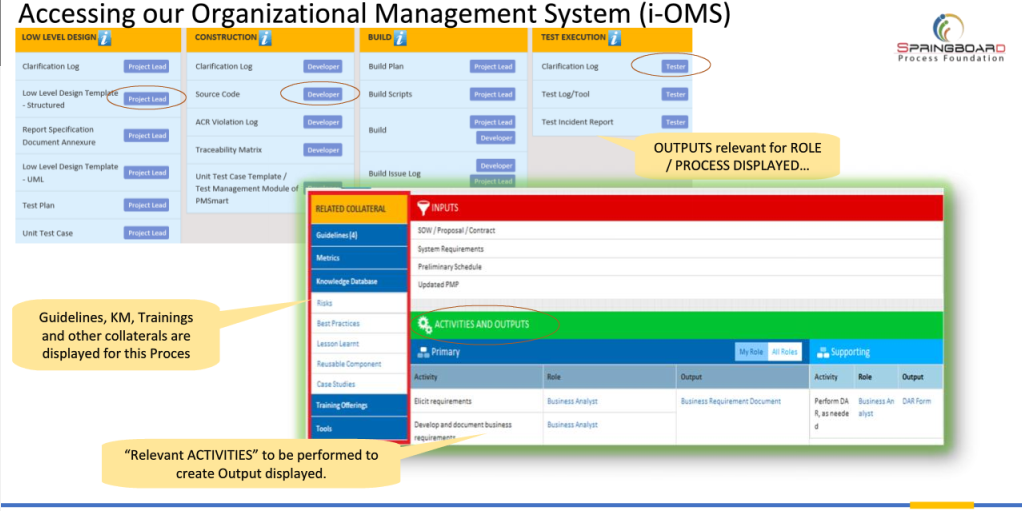 Accessing our Organizational Management System (i-OMS)
SPRINGBOARD
Process Foundation
LOW LEVEL DESIGN i
Clarification Log Project Lead
Low Level Design Template
- Structured
Project Lead
Report Specification
Document Annexure
Project Lead
Low Level Design Template
- UML
Project Lead
Test Plan Project Lead
Unit Test Case Project Lead
CONSTRUCTION i
Clarification Log Developer
Source Code Developer
ACR Violation Log Developer
Traceability Matrix Developer
Unit Test Case Template /
Test Management Module of
PMSmart
BUILD i
Build Plan Project Lead
Build Scripts Project Lead
Build Project Lead
Developer
Build Issue Log Developer
Project Lead
TEST EXECUTION i
Clarification Log Tester
Test Log/Tool Tester
Test Incident Report Tester
OUTPUTS relevant for ROLE
/ PROCESS DISPLAYED...
RELATED COLLATERAL
Guidelines (4)
Metrics
Knowledge Database
Risks
Best Practices
Lesson Learnt
Reusable Component
Case Studies
Training Offerings
Tools
INPUTS
SOW / Proposal / Contract
System Requirements
Preliminary Schedule
Updated PMP
ACTIVITIES AND OUTPUTS
Primary My Role All Roles
Activity Role Output
Elicit requirements Business Analyst Business Requirement Document
Develop and document business Business Analyst
requirements
Supporting
Activity Role Output
Perform DA Business An DAR Form
R, as neede alyst
d
Guidelines, KM, Trainings
and other collaterals are
displayed for this Proces
“Relevant ACTIVITIES” to be performed to
create Output displayed.